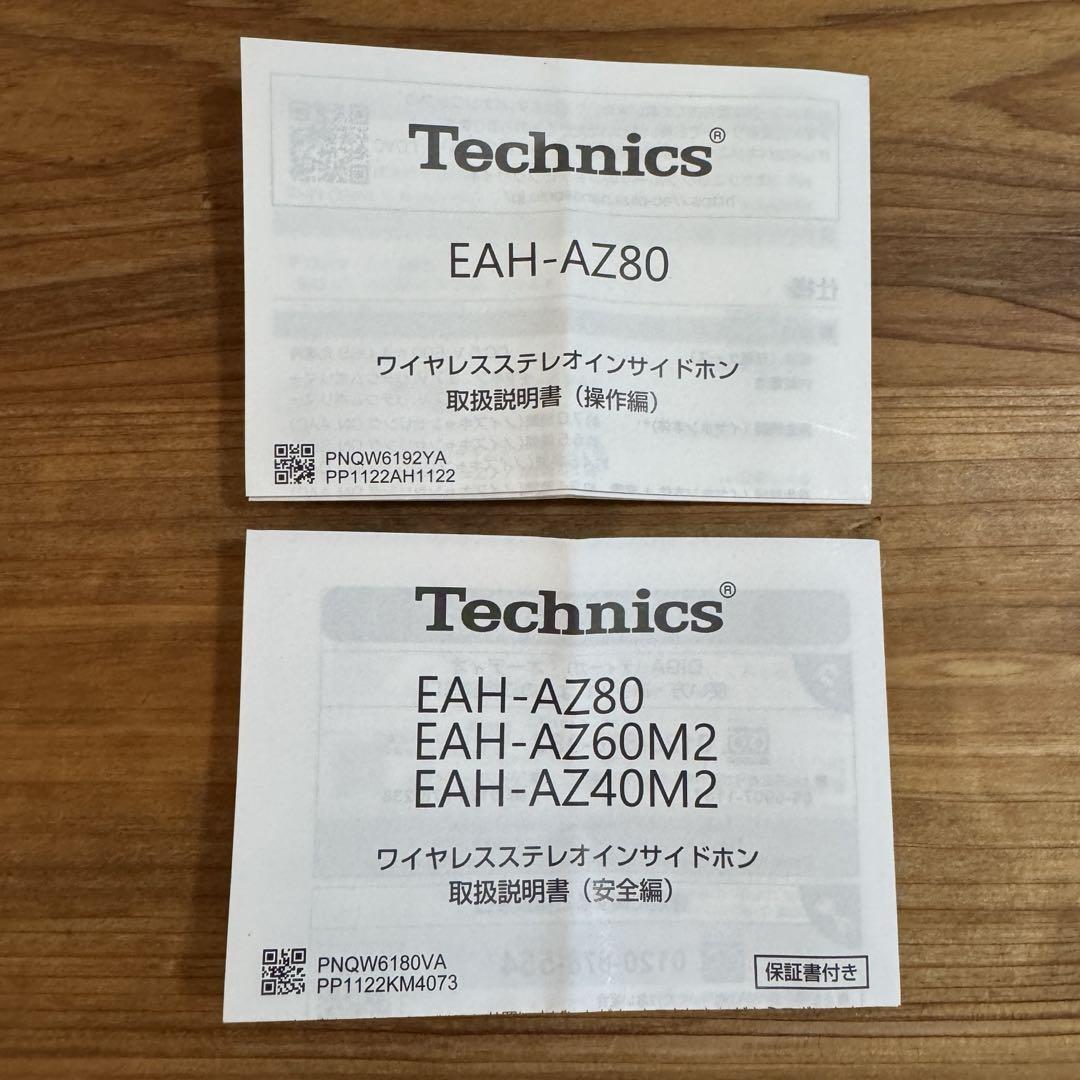 Technics®
EAH-AZ80
ワイヤレスステレオインサイドホン
取扱説明書（操作編）
PNQW6192YA
PP1122AH1122
Technics®
EAH-AZ80
EAH-AZ60M2
EAH-AZ40M2
ワイヤレスステレオインサイドホン
取扱説明書（安全編）
PNQW6180VA
PP1122KM4073
保証書付き